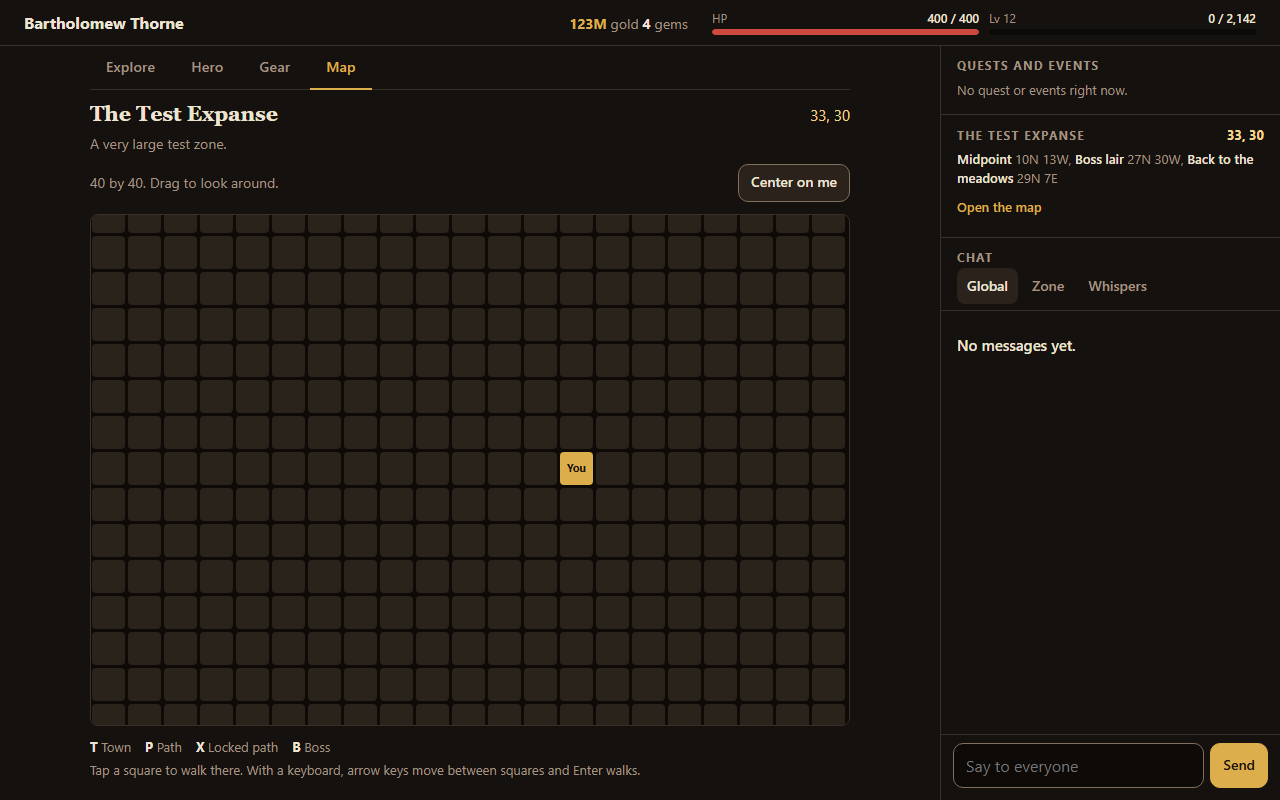 Bartholomew Thorne
123M gold 4 gems
HP 400 / 400
Lv 12 0 / 2,142
Explore Hero Gear Map
The Test Expanse
33, 30
A very large test zone.
40 by 40. Drag to look around.
Center on me
You
T Town P Path X Locked path B Boss
Tap a square to walk there. With a keyboard, arrow keys move between squares and Enter walks.
QUESTS AND EVENTS
No quest or events right now.
THE TEST EXPANSE 33, 30
Midpoint 10N 13W, Boss lair 27N 30W, Back to the
meadows 29N 7E
Open the map
CHAT
Global Zone Whispers
No messages yet.
Say to everyone
Send